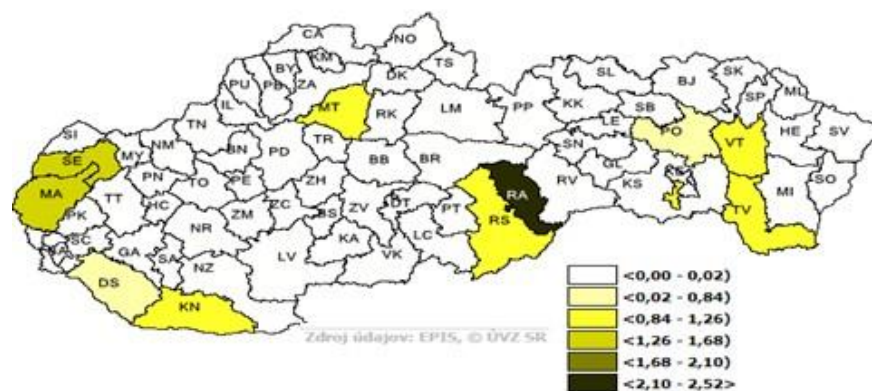 CA
NO
KM
TS
BY
PU
PB
ZA
DK
IL
MT
RK
LM
PP
KK
SL
BJ
SK
SP
ML
SB
LE
PO
VT
HE
SV
SI
TN
NM
BN
PD
TR
BB
BR
SN
GL
SE
MY
PN
TO
PE
ZH
MA
TT
HC
ZM
ZC
BS
ZV
DT
PT
RA
RV
KS
MI
SO
PK
SC
GA
SA
NR
NZ
LV
KA
VK
LC
RS
TV
DS
KN
<0,00 - 0,02)
<0,02 - 0,84)
<0,84 - 1,26)
<1,26 - 1,68)
<1,68 - 2,10)
<2,10 - 2,52>
Zdroj údajov: EPIS, © ÚVZ SR